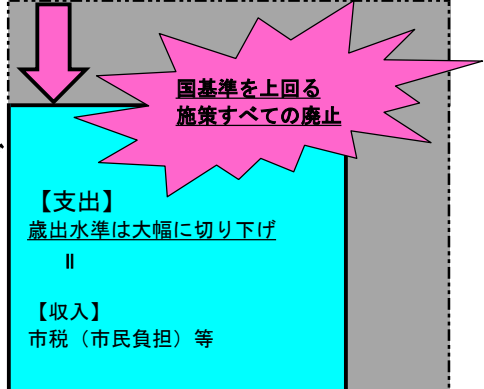 国基準を上回る
施策すべての廃止
、
【支出】
歳出水準は大幅に切り下げ
॥
【収入】
市税（市民負担）等